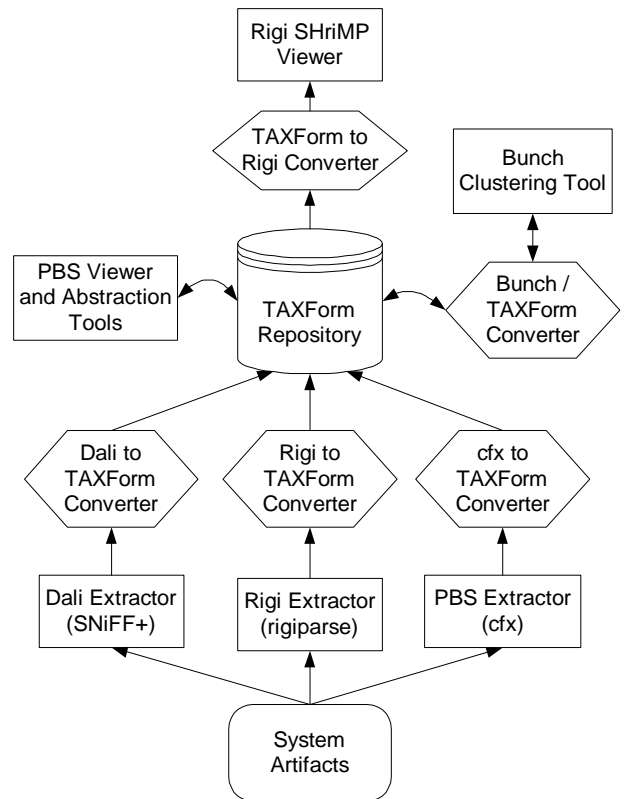 Rigi SHriMP
Viewer
TAXForm to
Rigi Converter
Bunch
Clustering Tool
PBS Viewer
and Abstraction
Tools
TAXForm
Repository
Bunch /
TAXForm
Converter
Dali to
TAXForm
Converter
Rigi to
TAXForm
Converter
cfx to
TAXForm
Converter
Dali Extractor
(SNiFF+)
Rigi Extractor
(rigiparse)
PBS Extractor
(cfx)
System
Artifacts